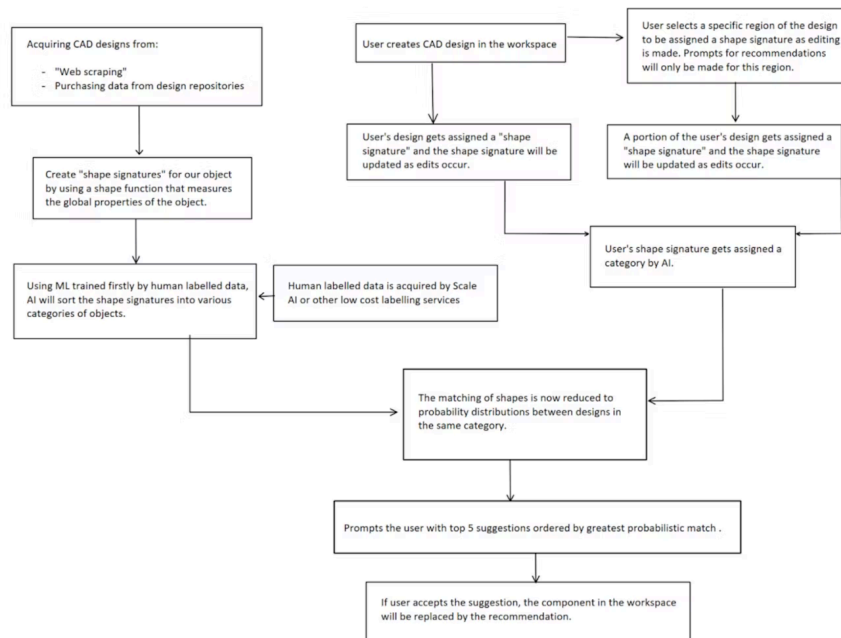 Acquiring CAD designs from:
- "Web scraping"
- Purchasing data from design repositories
User creates CAD design in the workspace
User selects a specific region of the design
to be assigned a shape signature as editing
is made. Prompts for recommendations
will only be made for this region.
Create "shape signatures" for our object
by using a shape function that measures
the global properties of the object.
User's design gets assigned a "shape
signature" and the shape signature will be
updated as edits occur.
A portion of the user's design gets assigned a
"shape signature" and the shape signature
will be updated as edits occur.
Using ML trained firstly by human labelled data,
AI will sort the shape signatures into various
categories of objects.
Human labelled data is acquired by Scale
AI or other low cost labelling services
User's shape signature gets assigned a
category by AI.
The matching of shapes is now reduced to
probability distributions between designs in
the same category.
Prompts the user with top 5 suggestions ordered by greatest probabilistic match .
If user accepts the suggestion, the component in the workspace
will be replaced by the recommendation.